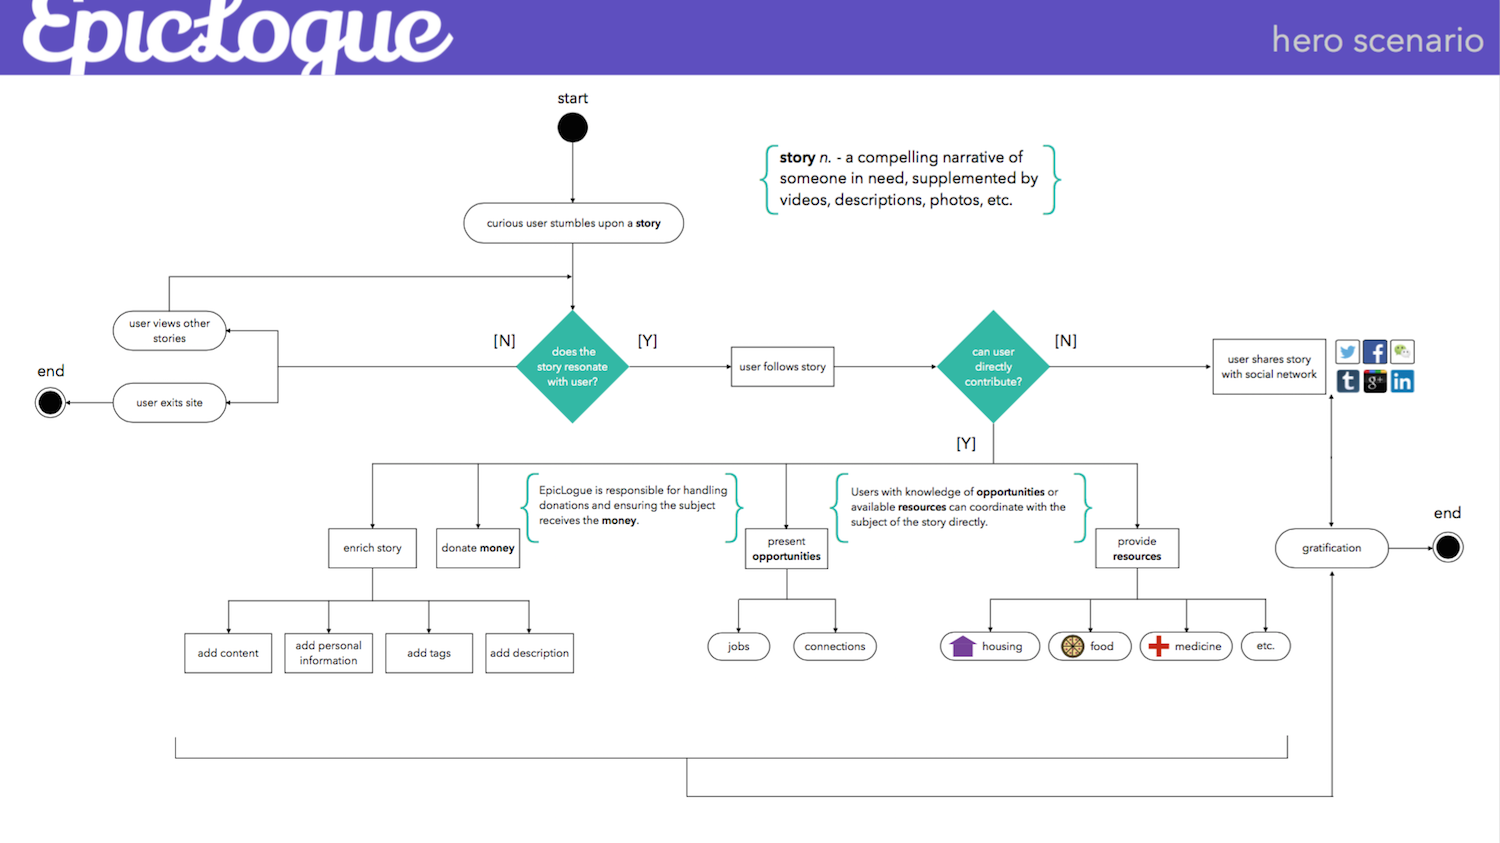 EpicLogue
hero scenario
start
story n. - a compelling narrative of
someone in need, supplemented by
videos, descriptions, photos, etc.
curious user stumbles upon a story
user views other
stories
[N]
does the
story resonate
with user?
[Y]
user follows story
can user
directly
contribute?
[N]
user shares story
with social network
t
f
g+
in
end
user exits site
[Y]
EpicLogue is responsible for handling
donations and ensuring the subject
receives the money.
Users with knowledge of opportunities or
available resources can coordinate with the
subject of the story directly.
enrich story
donate money
present
opportunities
provide
resources
gratification
end
add content
add personal
information
add tags
add description
jobs
connections
housing
food
medicine
etc.